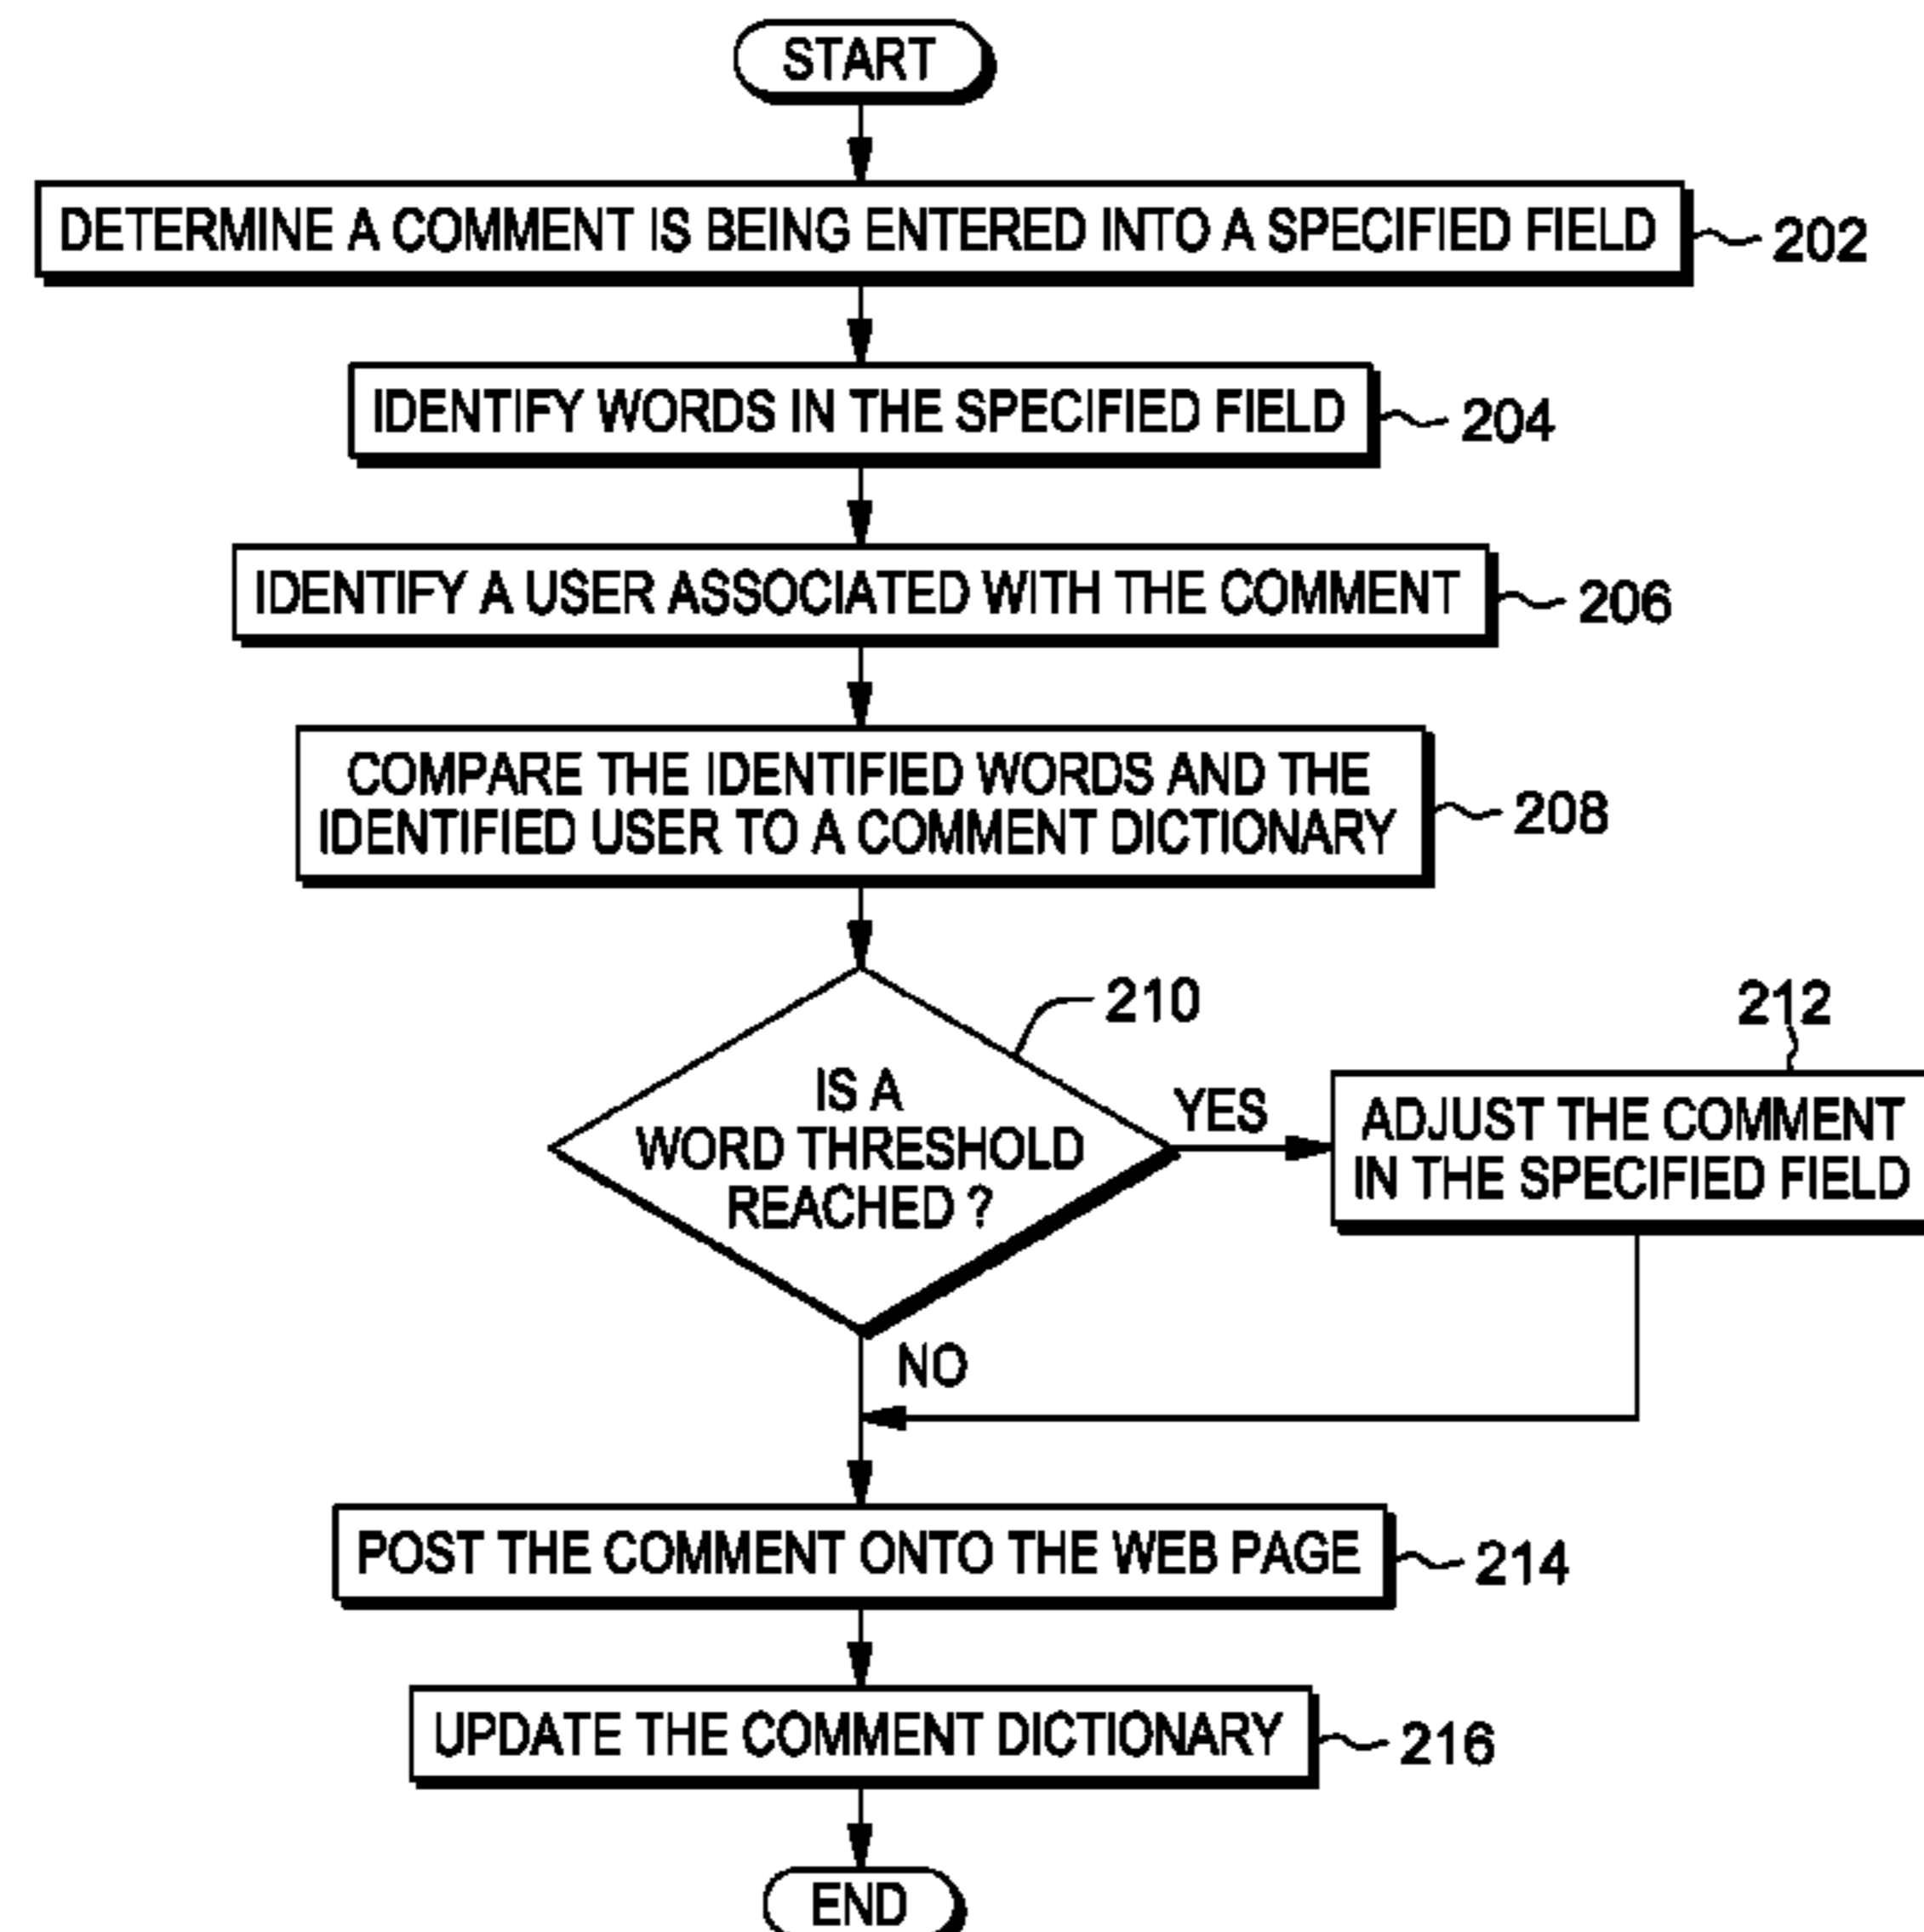 START
DETERMINE A COMMENT IS BEING ENTERED INTO A SPECIFIED FIELD
202
IDENTIFY WORDS IN THE SPECIFIED FIELD
204
IDENTIFY A USER ASSOCIATED WITH THE COMMENT
206
COMPARE THE IDENTIFIED WORDS AND THE
IDENTIFIED USER TO A COMMENT DICTIONARY
208
210
IS A
WORD THRESHOLD
REACHED ?
YES
212
ADJUST THE COMMENT
IN THE SPECIFIED FIELD
NO
POST THE COMMENT ONTO THE WEB PAGE
214
UPDATE THE COMMENT DICTIONARY
216
END